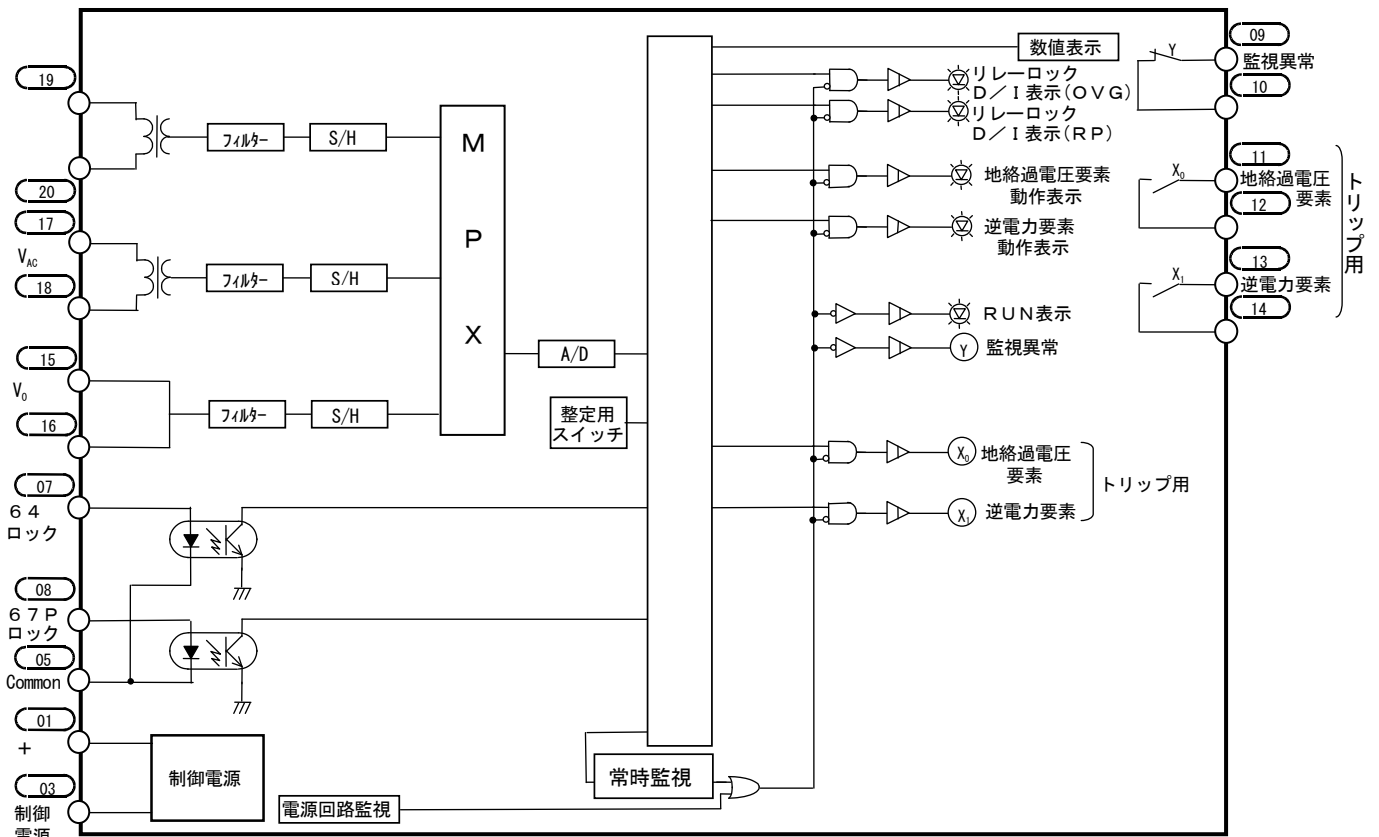 19
20
17
V_AC
18
15
V_0
16
07
64
ロック
08
67P
ロック
05
Common
01
+
03
制御
電源
フィルター
S/H
フィルター
S/H
フィルター
S/H
M
P
X
A/D
整定用
スイッチ
制御電源
電源回路監視
常時監視
数値表示
リレーロック
D/I表示(OVG)
リレーロック
D/I表示(RP)
地絡過電圧要素
動作表示
逆電力要素
動作表示
RUN表示
Y
監視異常
X_0
地絡過電圧
要素
X_1
逆電力要素
トリップ用
Y
09
監視異常
10
X_0
11
地絡過電圧
12
要素
X_1
13
逆電力要素
14
トリップ用